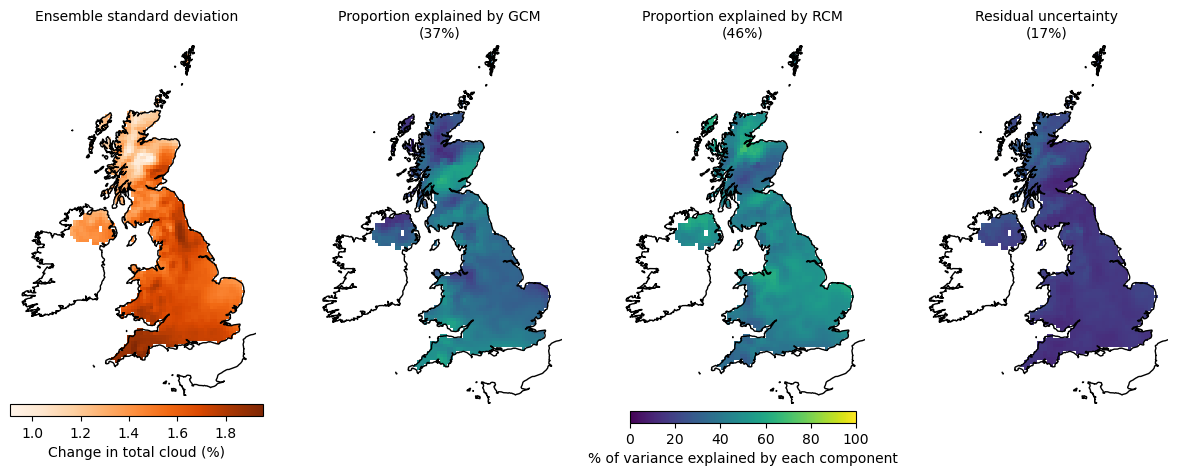 Ensemble standard deviation
Proportion explained by GCM
(37%)
Proportion explained by RCM
(46%)
Residual uncertainty
(17%)
1.0 1.2 1.4 1.6 1.8
Change in total cloud (%)
0 20 40 60 80 100
% of variance explained by each component